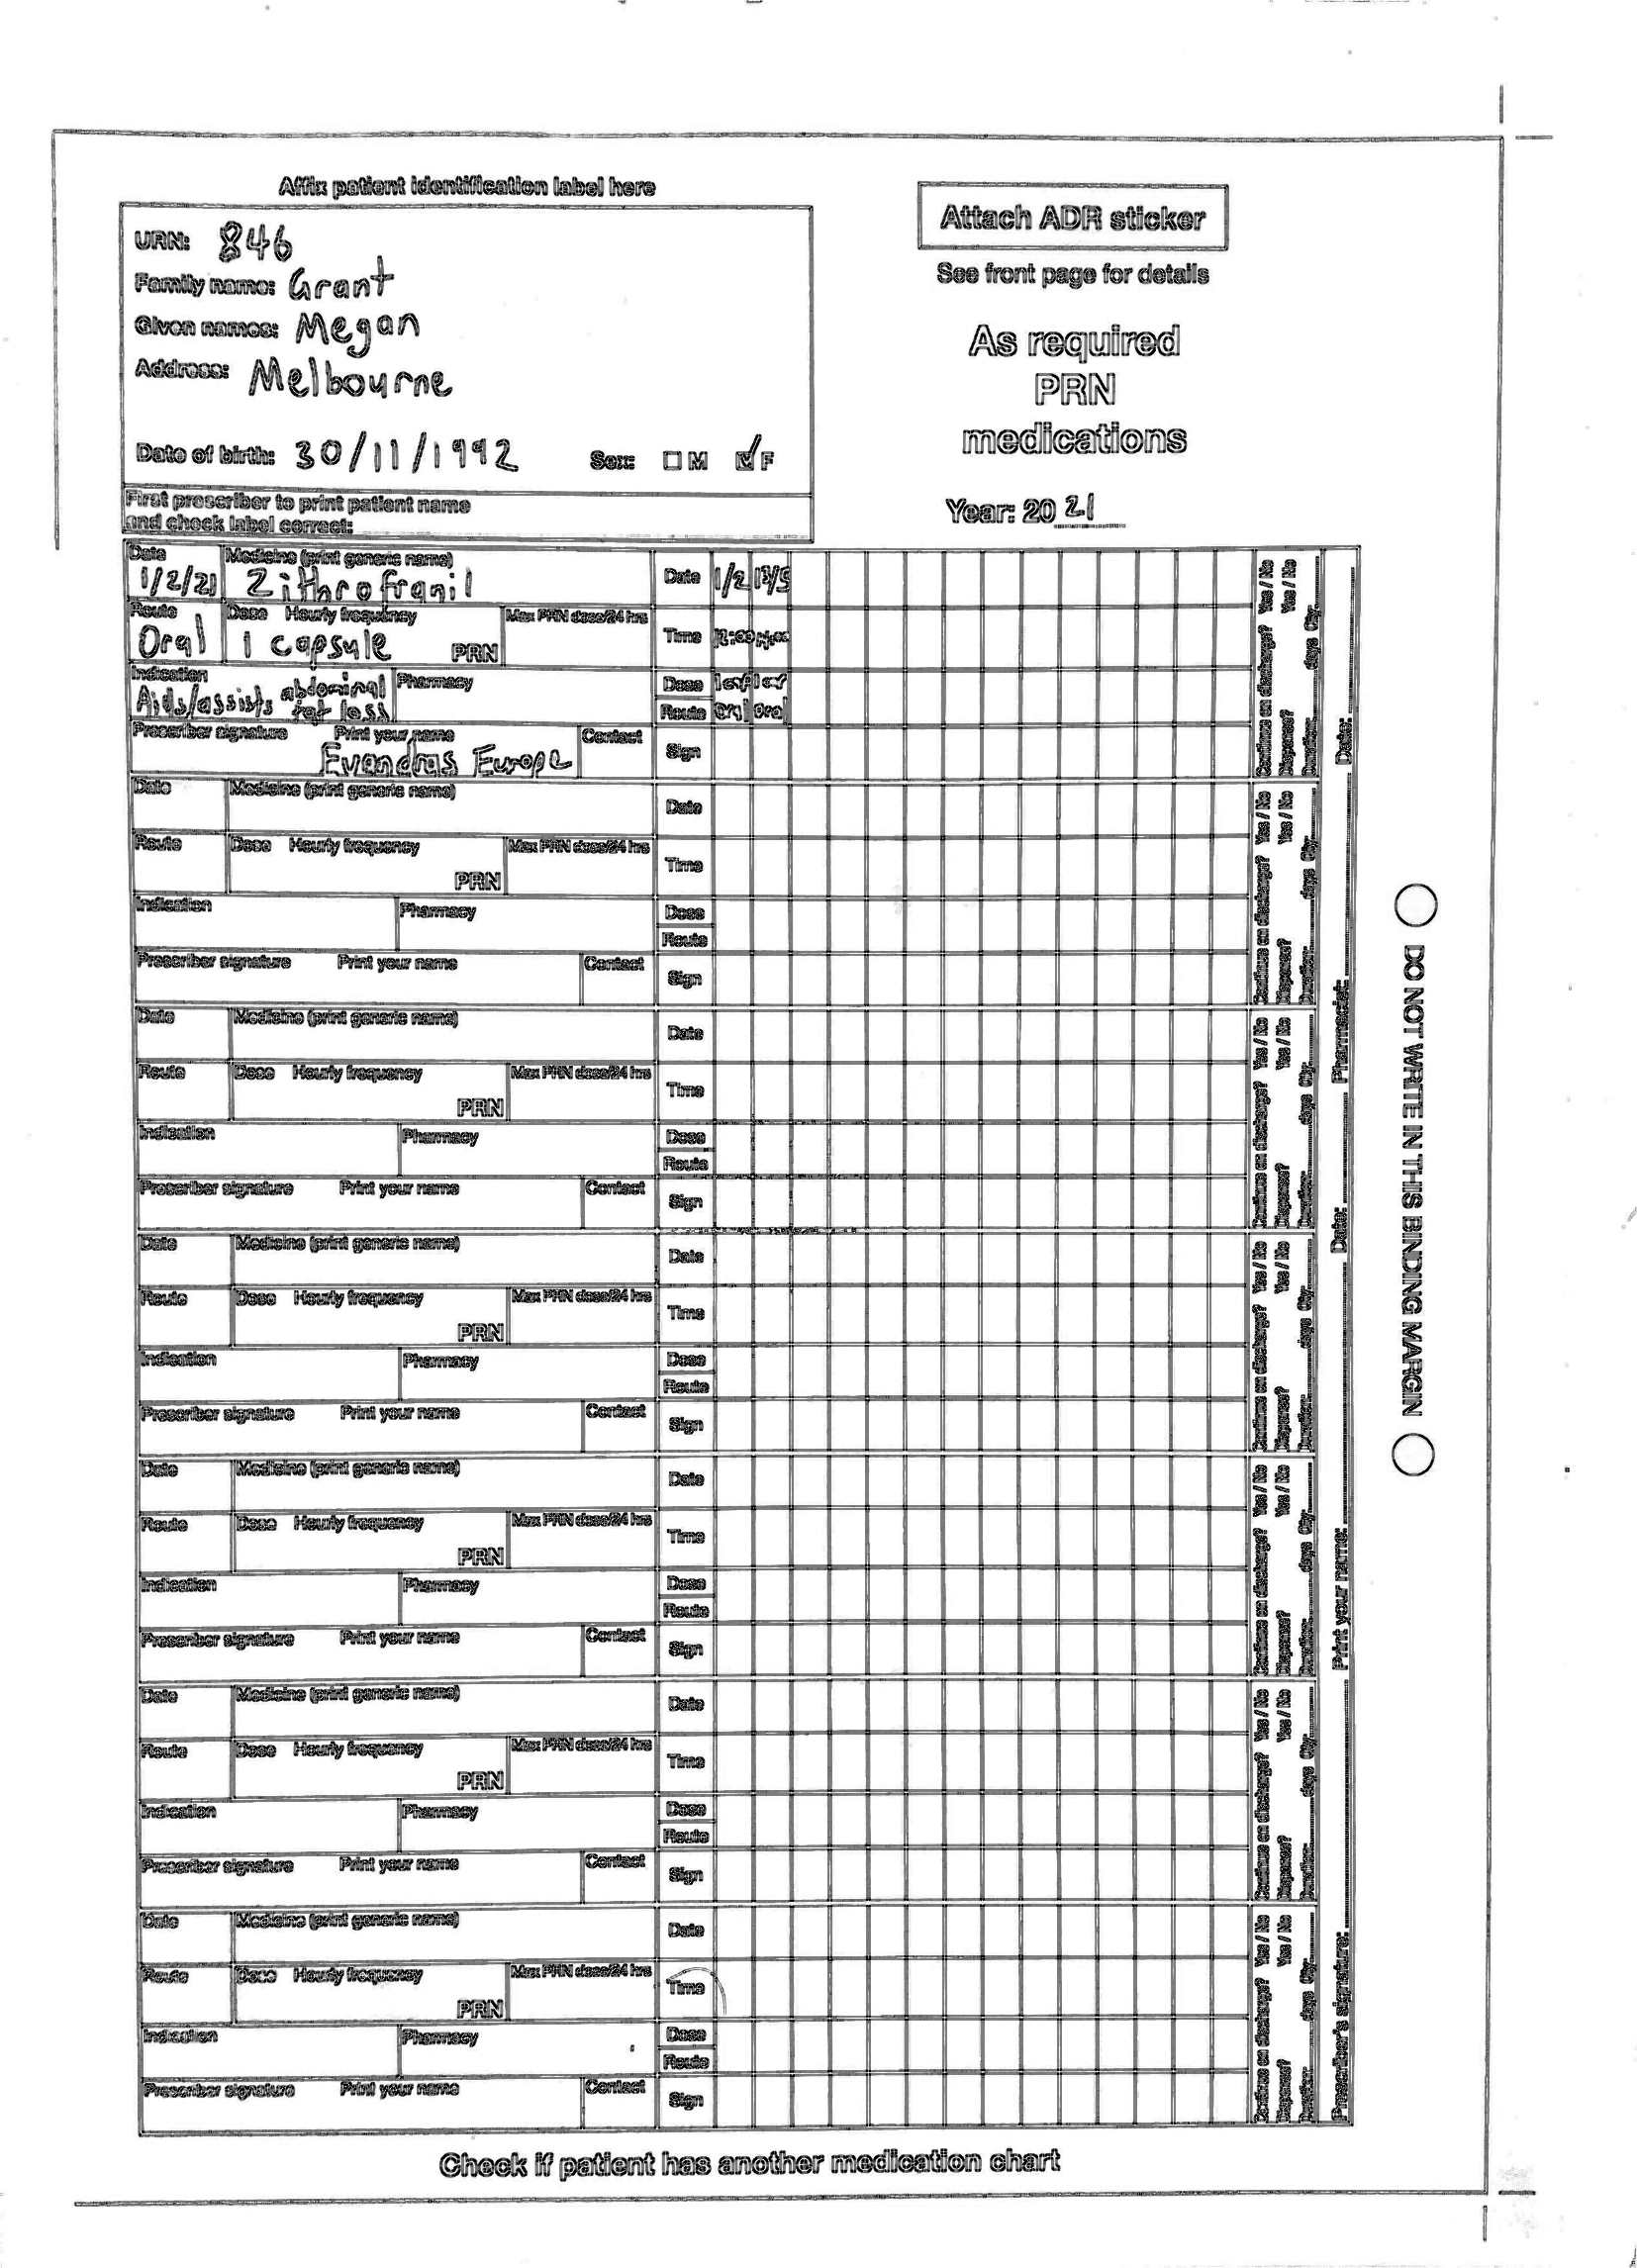 Affix patient identification label here
URN: 846
Family name: Grant
Given names: Megan
Address: Melbourne
Date of birth: 30/11/1992 Sex: M F
First prescriber to print patient name
and check label correct:
Attach ADR sticker
See front page for details
As required
PRN
medications
Year: 20 21
Date Medicine (print generic name) Date 1/2
1/2/21 Zithrofranil
Route Dose Hourly frequency Max PRN dose/24 hrs Time 12:00
Oral 1 capsule PRN
Indication Pharmacy Dose
Aids/assists abdominal fat loss Route Oral Oral
Prescriber signature Print your name Contact Sign
Evandras Europe
Continue on discharge? Yes / No
Dispense? Yes / No
Duration: days Qty:
Date Medicine (print generic name) Date
Route Dose Hourly frequency Max PRN dose/24 hrs Time
PRN
Indication Pharmacy Dose
Route
Prescriber signature Print your name Contact Sign
Continue on discharge? Yes / No
Dispense? Yes / No
Duration: days Qty:
Date Medicine (print generic name) Date
Route Dose Hourly frequency Max PRN dose/24 hrs Time
PRN
Indication Pharmacy Dose
Route
Prescriber signature Print your name Contact Sign
Continue on discharge? Yes / No
Dispense? Yes / No
Duration: days Qty:
Date Medicine (print generic name) Date
Route Dose Hourly frequency Max PRN dose/24 hrs Time
PRN
Indication Pharmacy Dose
Route
Prescriber signature Print your name Contact Sign
Continue on discharge? Yes / No
Dispense? Yes / No
Duration: days Qty:
Date Medicine (print generic name) Date
Route Dose Hourly frequency Max PRN dose/24 hrs Time
PRN
Indication Pharmacy Dose
Route
Prescriber signature Print your name Contact Sign
Continue on discharge? Yes / No
Dispense? Yes / No
Duration: days Qty:
Date Medicine (print generic name) Date
Route Dose Hourly frequency Max PRN dose/24 hrs Time
PRN
Indication Pharmacy Dose
Route
Prescriber signature Print your name Contact Sign
Continue on discharge? Yes / No
Dispense? Yes / No
Duration: days Qty:
Date Medicine (print generic name) Date
Route Dose Hourly frequency Max PRN dose/24 hrs Time
PRN
Indication Pharmacy Dose
Route
Prescriber signature Print your name Contact Sign
Continue on discharge? Yes / No
Dispense? Yes / No
Duration: days Qty:
Prescriber's signature: Print your name: Date: Pharmacist: Date:
DO NOT WRITE IN THIS BINDING MARGIN
Check if patient has another medication chart